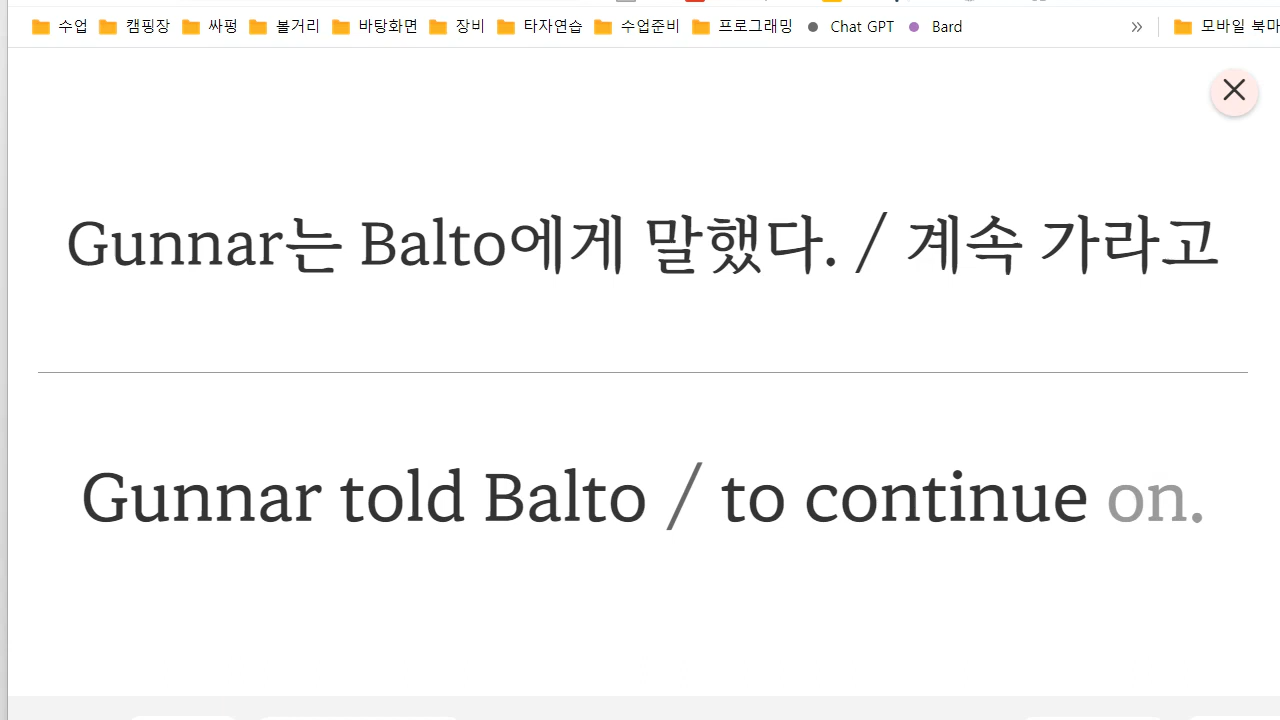 수업 캠핑장 싸펑 볼거리 바탕화면 장비 타자연습 수업준비 프로그래밍 Chat GPT Bard » 모바일 북마
Gunnar는 Balto에게 말했다. / 계속 가라고
Gunnar told Balto / to continue on.